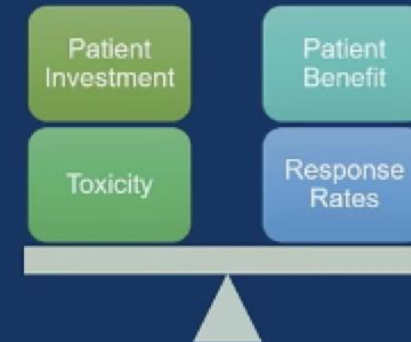 Patient
Investment
Patient
Benefit
Toxicity
Response
Rates